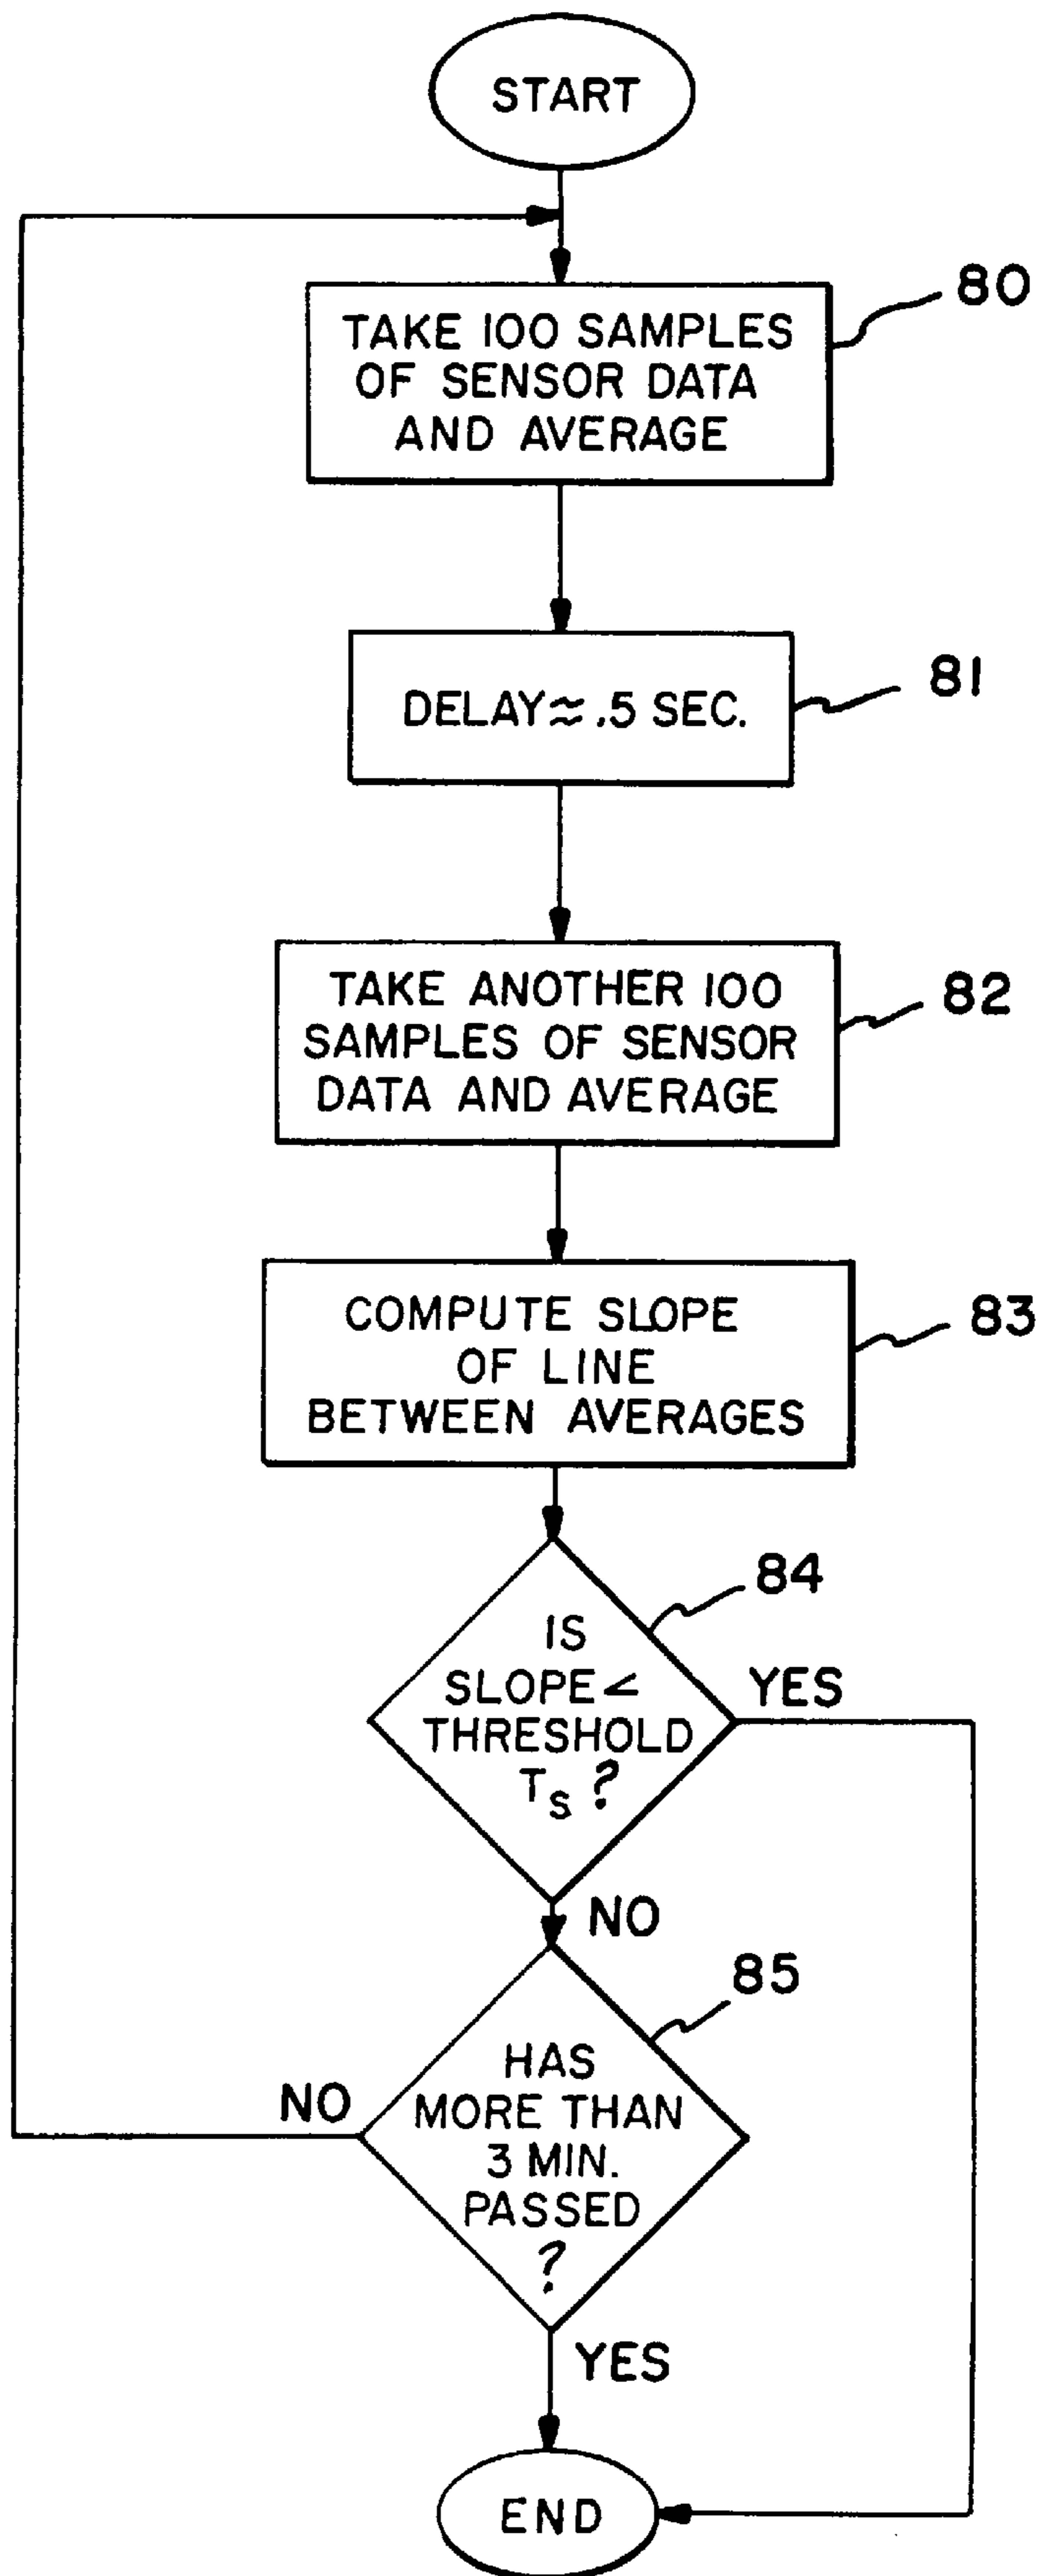 START
80
TAKE 100 SAMPLES
OF SENSOR DATA
AND AVERAGE
81
DELAY ≈ .5 SEC.
82
TAKE ANOTHER 100
SAMPLES OF SENSOR
DATA AND AVERAGE
83
COMPUTE SLOPE
OF LINE
BETWEEN AVERAGES
84
IS
SLOPE <
THRESHOLD
TS ?
YES
NO
85
HAS
MORE THAN
3 MIN.
PASSED
?
NO
YES
END